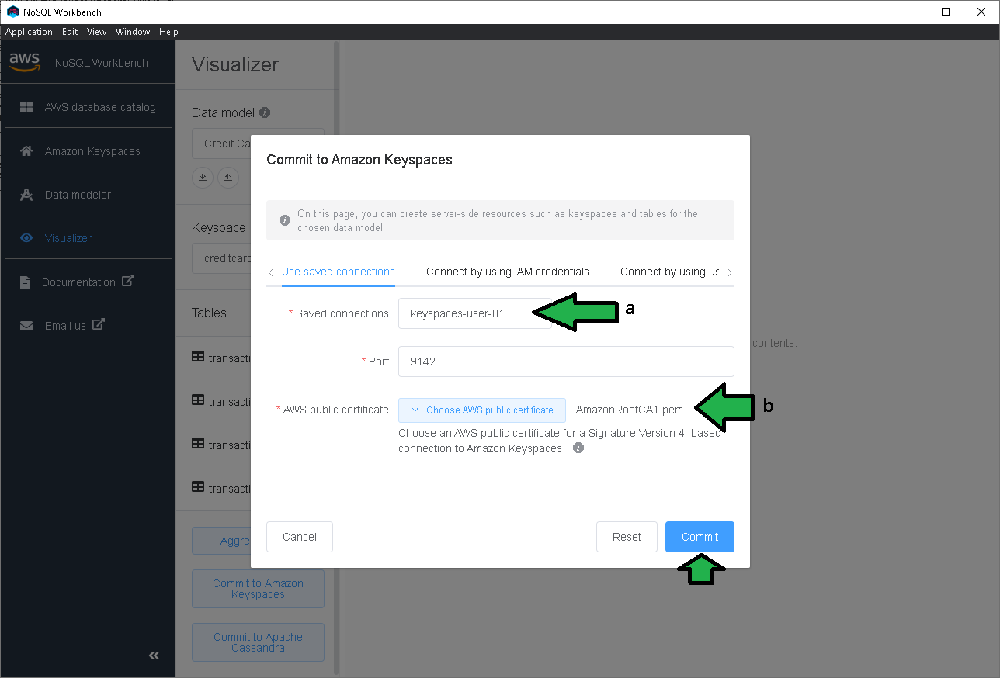 NoSQL Workbench
Application Edit View Window Help
aws NoSQL Workbench
AWS database catalog
Amazon Keyspaces
Data modeler
Visualizer
Documentation
Email us
Visualizer
Data model
Credit Ca
Keyspace
creditcard
Tables
transacti
transacti
transacti
transacti
Aggre
Commit to Amazon
Keyspaces
Commit to Apache
Cassandra
contents.
Commit to Amazon Keyspaces
On this page, you can create server-side resources such as keyspaces and tables for the
chosen data model.
Use saved connections Connect by using IAM credentials Connect by using us
* Saved connections keyspaces-user-01 a
* Port 9142
* AWS public certificate Choose AWS public certificate AmazonRootCA1.pem b
Choose an AWS public certificate for a Signature Version 4–based
connection to Amazon Keyspaces.
Cancel Reset Commit